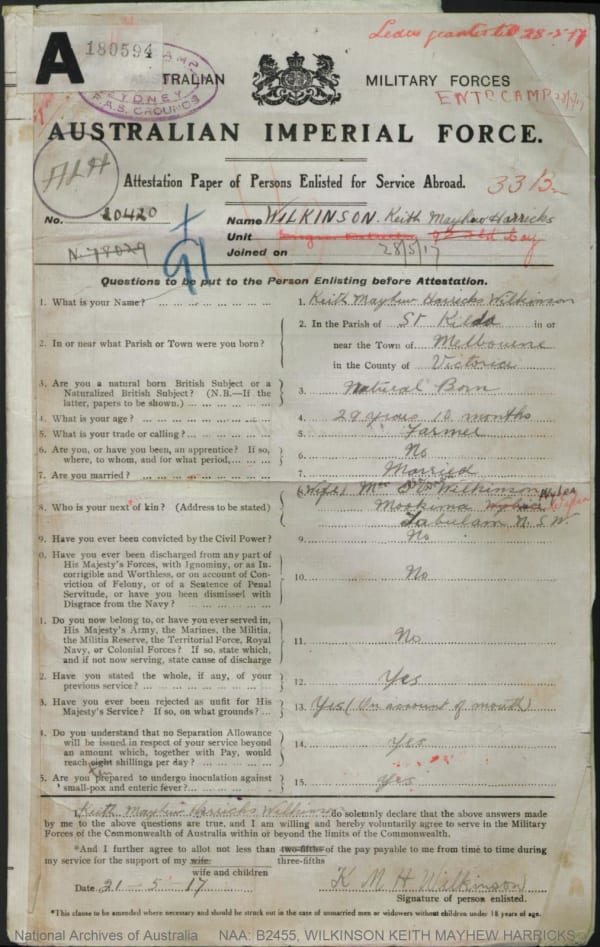 Leave granted till 28-5-17
A 180594
CAMP
SYDNEY
R.A.S. GROUNDS
AUSTRALIAN MILITARY FORCES
ENTD CAMP
AUSTRALIAN IMPERIAL FORCE.
ALH
Attestation Paper of Persons Enlisted for Service Abroad.
33
No. 20420 Name WILKINSON. Keith Mayhew Harricks
N. 78029 Unit
91 Joined on 28/5/17
Questions to be put to the Person Enlisting before Attestation.
1. What is your Name? 1. Keith Mayhew Harricks Wilkinson
2. In or near what Parish or Town were you born? 2. In the Parish of St Kilda in or
near the Town of Melbourne
in the County of Victoria
3. Are you a natural born British Subject or a
Naturalized British Subject? (N.B.—If the
latter, papers to be shown.) 3. Natural Born
4. What is your age? 4. 29 years 10 months
5. What is your trade or calling? 5. Farmer
6. Are you, or have you been, an apprentice? If so,
where, to whom, and for what period 6. No
7. Are you married? 7. Married
8. Who is your next of kin? (Address to be stated) (Wife) Mrs Wilkinson
Mookima
Tabulam N.S.W
9. Have you ever been convicted by the Civil Power? 9. No
0. Have you ever been discharged from any part of
His Majesty's Forces, with Ignominy, or as In-
corrigible and Worthless, or on account of Con-
viction of Felony, or of a Sentence of Penal
Servitude, or have you been dismissed with
Disgrace from the Navy? 10. No
1. Do you now belong to, or have you ever served in,
His Majesty's Army, the Marines, the Militia,
the Militia Reserve, the Territorial Force, Royal
Navy, or Colonial Forces? If so, state which,
and if not now serving, state cause of discharge 11. No
2. Have you stated the whole, if any, of your
previous service? 12. Yes
3. Have you ever been rejected as unfit for His
Majesty's Service? If so, on what grounds? 13. Yes (On account of mouth)
4. Do you understand that no Separation Allowance
will be issued in respect of your service beyond
an amount which, together with Pay, would
reach eight shillings per day? 14. Yes
ten
5. Are you prepared to undergo inoculation against
small-pox and enteric fever? 15. Yes
I, Keith Mayhew Harricks Wilkinson do solemnly declare that the above answers made
by me to the above questions are true, and I am willing and hereby voluntarily agree to serve in the Military
Forces of the Commonwealth of Australia within or beyond the limits of the Commonwealth.
*And I further agree to allot not less than two-fifths of the pay payable to me from time to time during
three-fifths
my service for the support of my wife
wife and children
Date 21-5-17 K M H Wilkinson
Signature of person enlisted.
*This clause to be amended where necessary and should be struck out in the case of unmarried men or widowers without children under 18 years of age.
National Archives of Australia NAA: B2455, WILKINSON KEITH MAYHEW HARRICKS